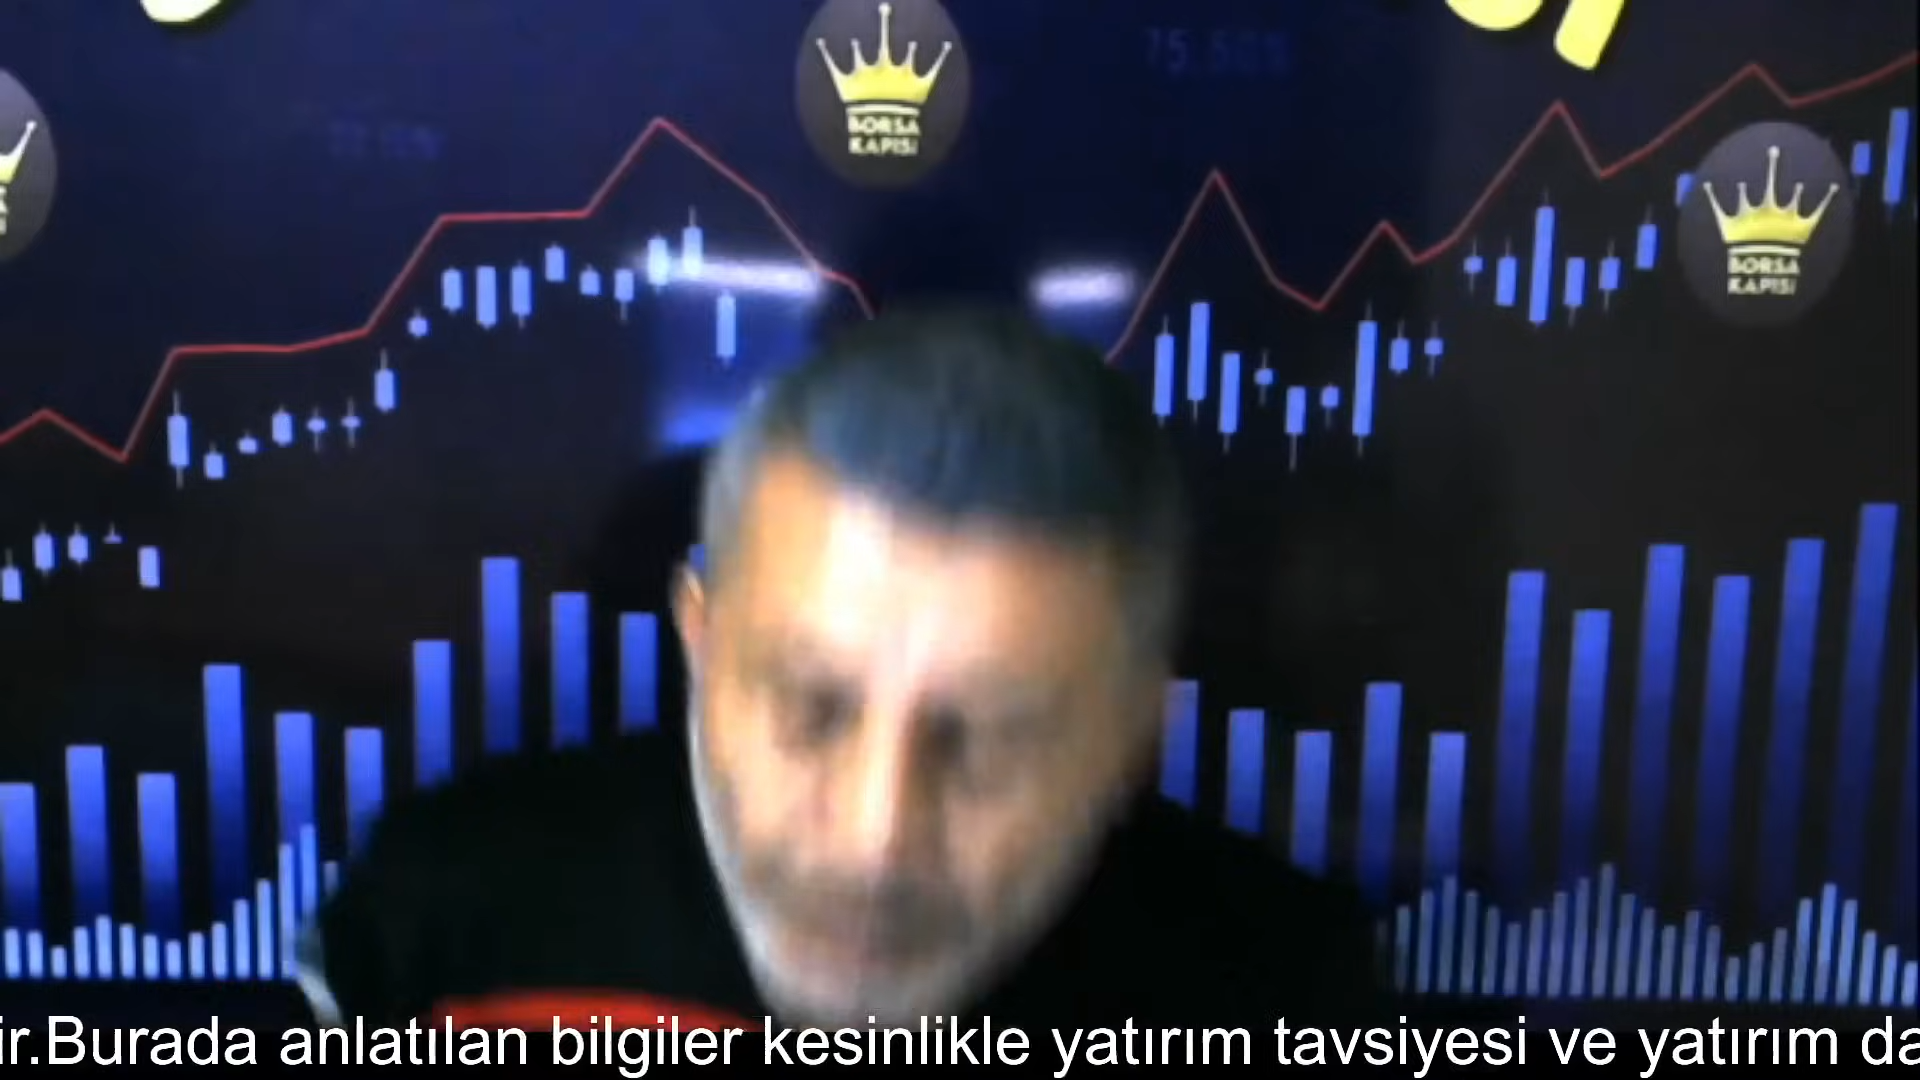 BORSA
KAPISI
BORSA
KAPISI
ir.Burada anlatılan bilgiler kesinlikle yatırım tavsiyesi ve yatırım da